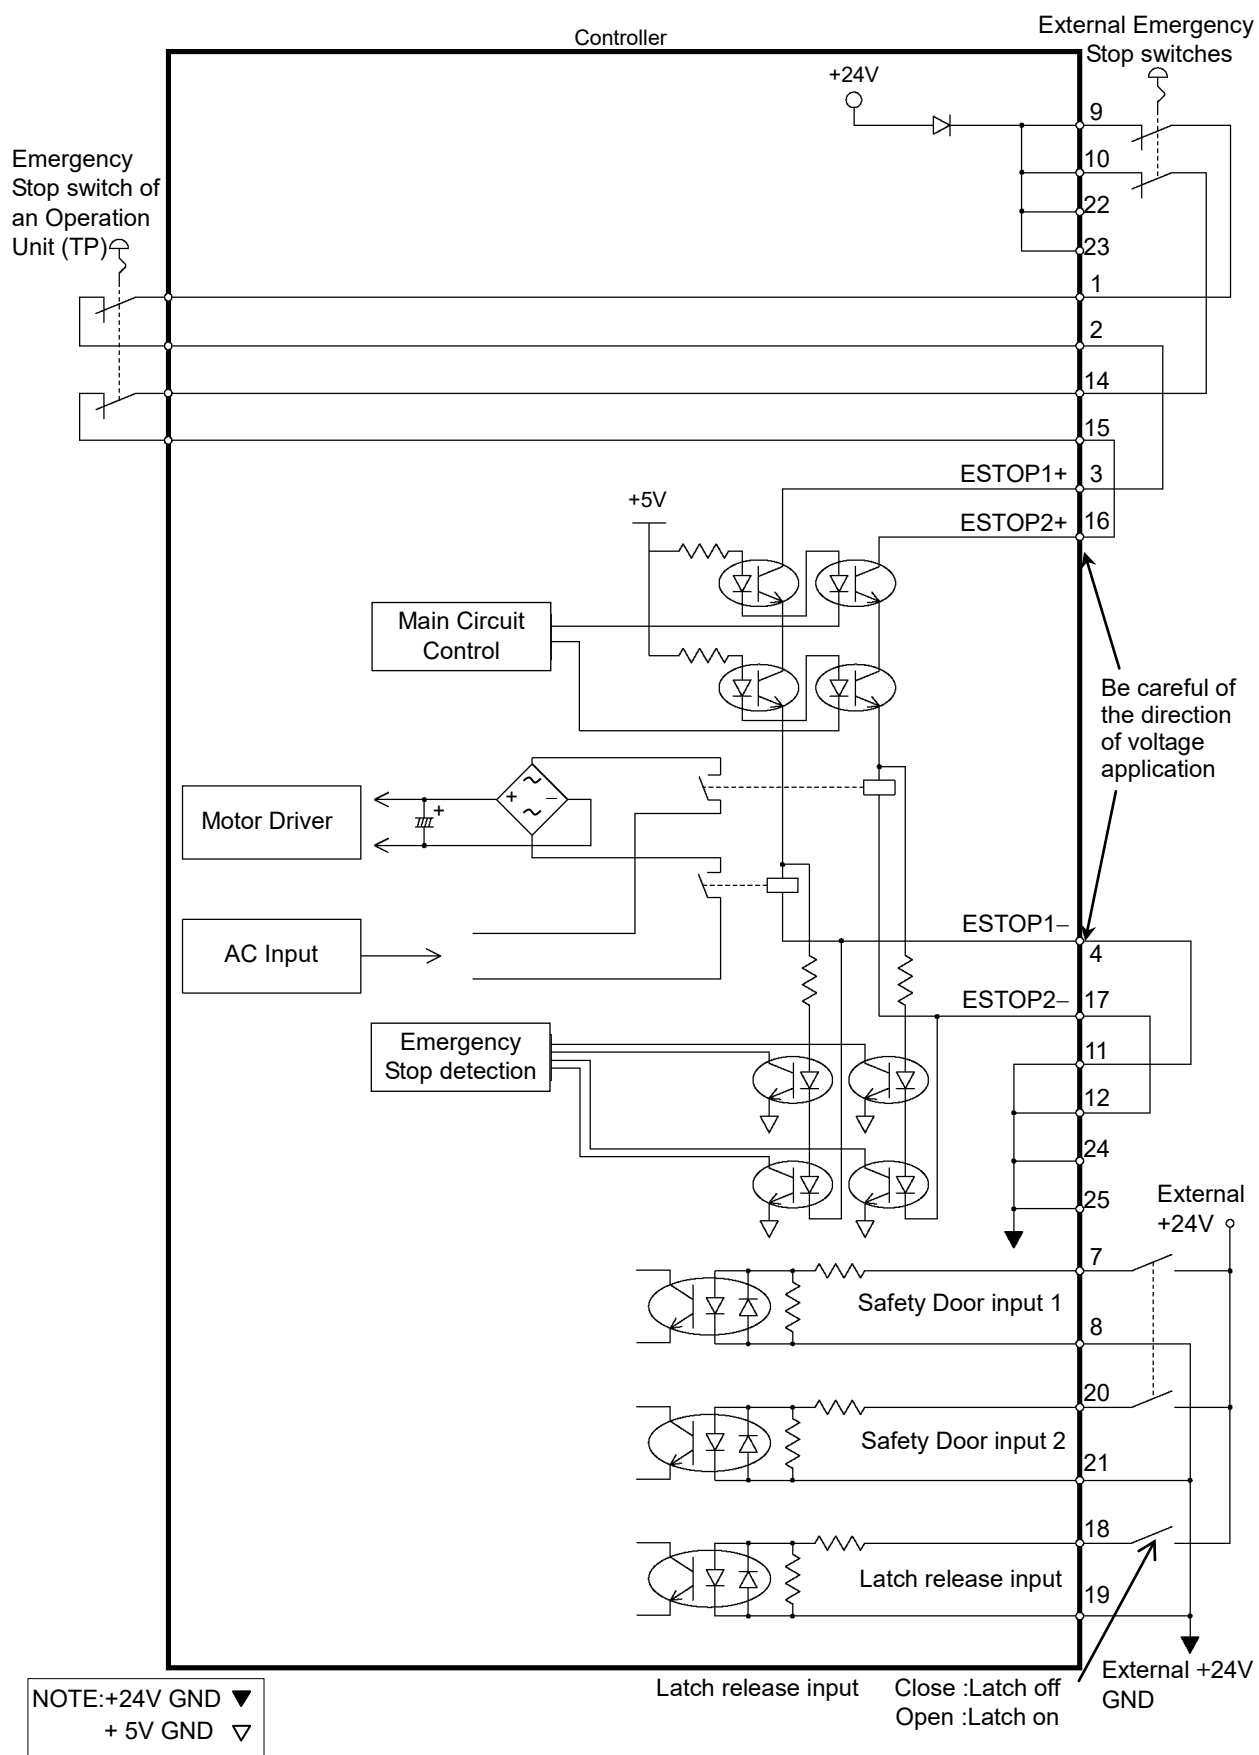 Controller
External Emergency
Stop switches
+24V
9
10
22
23
Emergency
Stop switch of
an Operation
Unit (TP)
1
2
14
15
ESTOP1+ 3
ESTOP2+ 16
+5V
Main Circuit
Control
Be careful of
the direction
of voltage
application
Motor Driver
+
~
−
~
+
AC Input
ESTOP1−
4
ESTOP2− 17
Emergency
Stop detection
11
12
24
25
External
+24V
7
Safety Door input 1
8
20
Safety Door input 2
21
18
Latch release input
19
Latch release input
Close :Latch off
Open :Latch on
External +24V
GND
NOTE:+24V GND ▼
+ 5V GND ▽